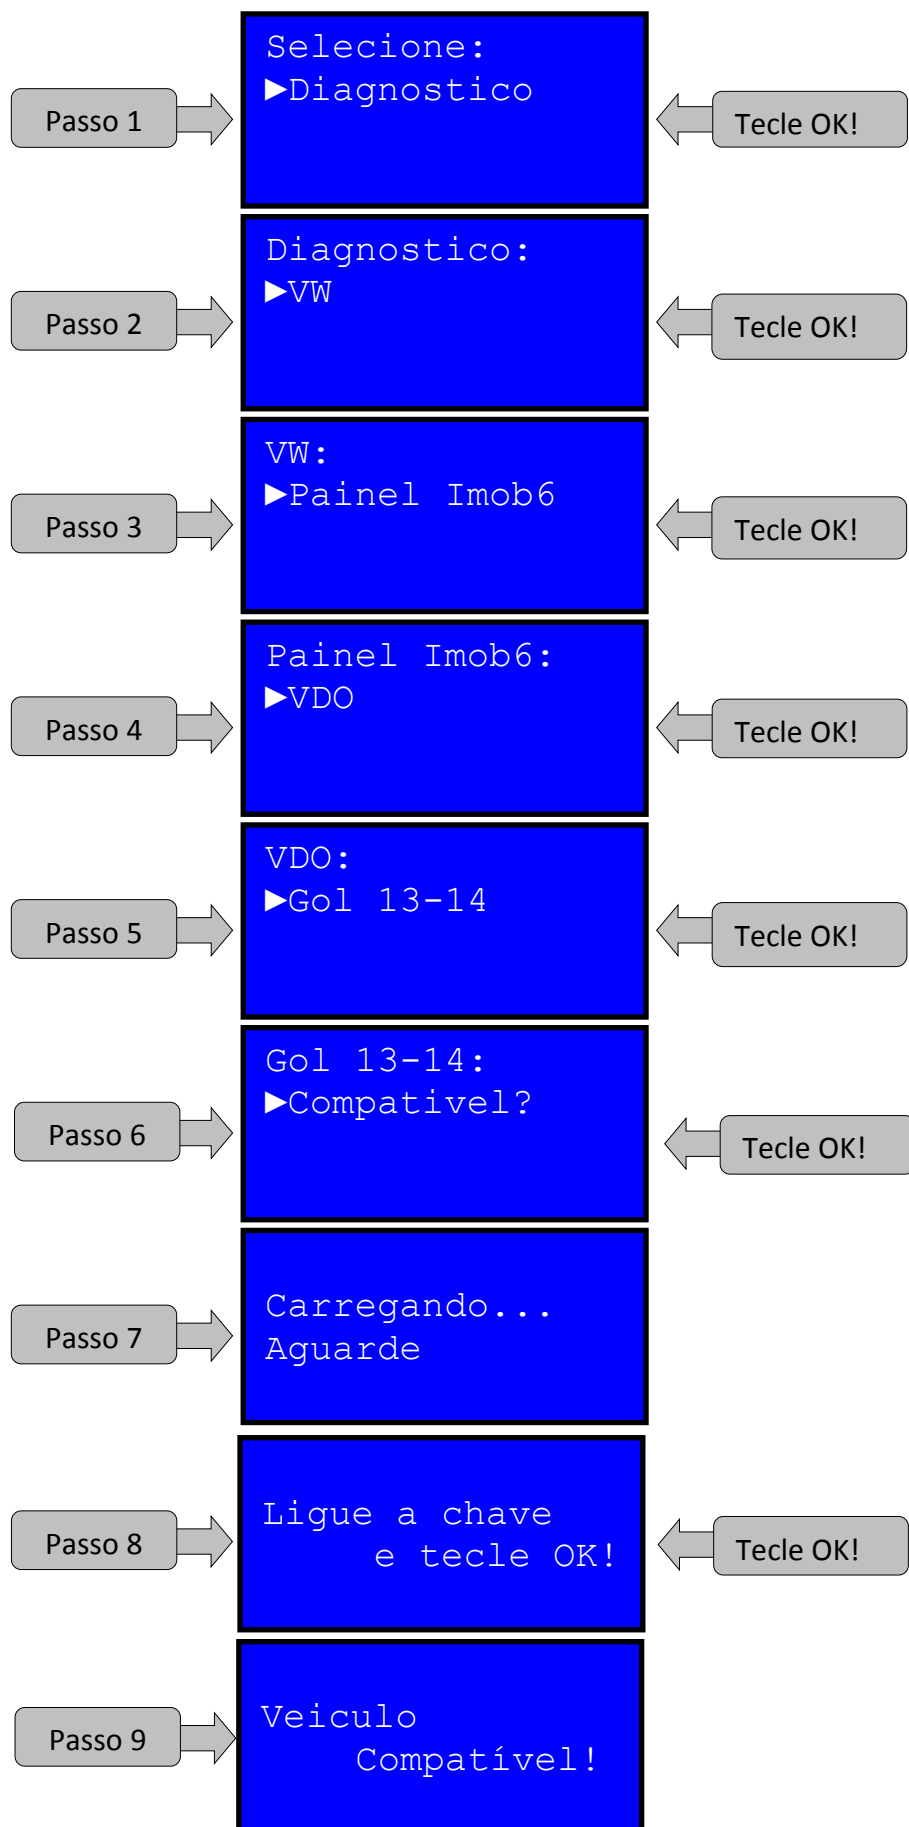 Selecione:
►Diagnostico
Passo 1
Tecle OK!
Diagnostico:
►VW
Passo 2
Tecle OK!
VW:
►Painel Imob6
Passo 3
Tecle OK!
Painel Imob6:
►VDO
Passo 4
Tecle OK!
VDO:
►Gol 13-14
Passo 5
Tecle OK!
Gol 13-14:
►Compativel?
Passo 6
Tecle OK!
Carregando...
Aguarde
Passo 7
Ligue a chave
e tecle OK!
Passo 8
Tecle OK!
Veiculo
Compatível!
Passo 9